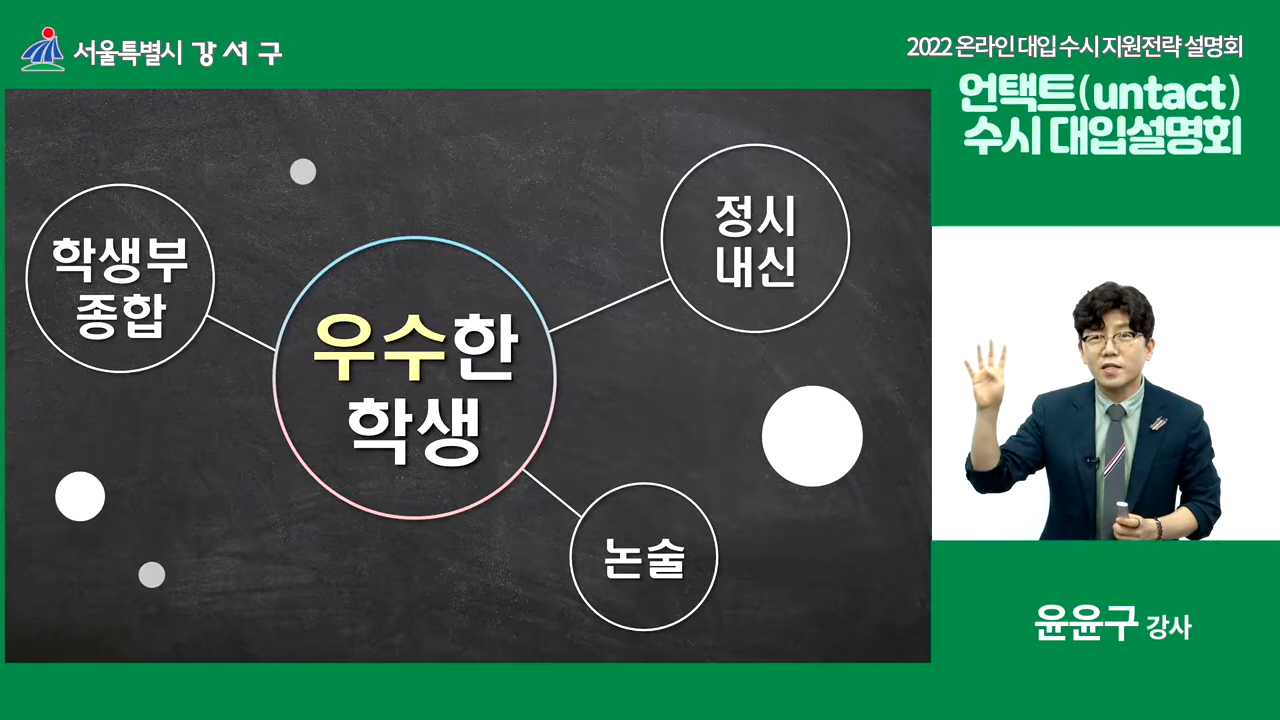 서울특별시 강서구
2022 온라인 대입 수시 지원전략 설명회
언택트(untact)
수시 대입설명회
학생부
종합
우수한
학생
정시
내신
논술
윤윤구 강사